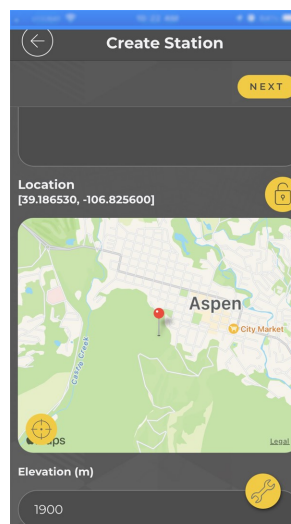 Create Station
NEXT
Location
[39.186530, -106.825600]
Aspen
City Market
Castle Creek
Legal
Elevation (m)
1900